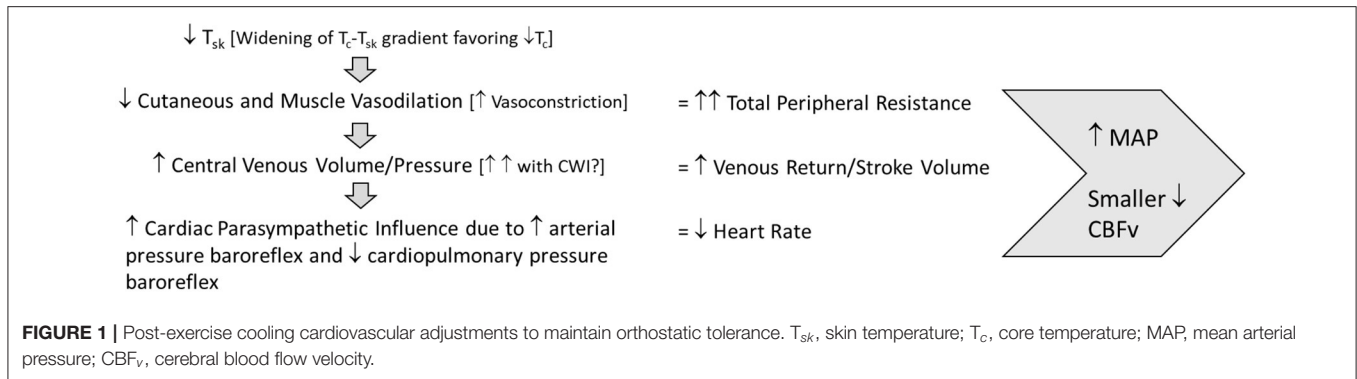 ↓ Tsk [Widening of Tc-Tsk gradient favoring ↓Tc]
↓ Cutaneous and Muscle Vasodilation [↑ Vasoconstriction] = ↑↑ Total Peripheral Resistance
↑ Central Venous Volume/Pressure [↑ ↑ with CWI?] = ↑ Venous Return/Stroke Volume
↑ Cardiac Parasympathetic Influence due to ↑ arterial = ↓ Heart Rate
pressure baroreflex and ↓ cardiopulmonary pressure
baroreflex
↑ MAP
Smaller ↓
CBFv
FIGURE 1 | Post-exercise cooling cardiovascular adjustments to maintain orthostatic tolerance. Tsk, skin temperature; Tc, core temperature; MAP, mean arterial
pressure; CBFv, cerebral blood flow velocity.